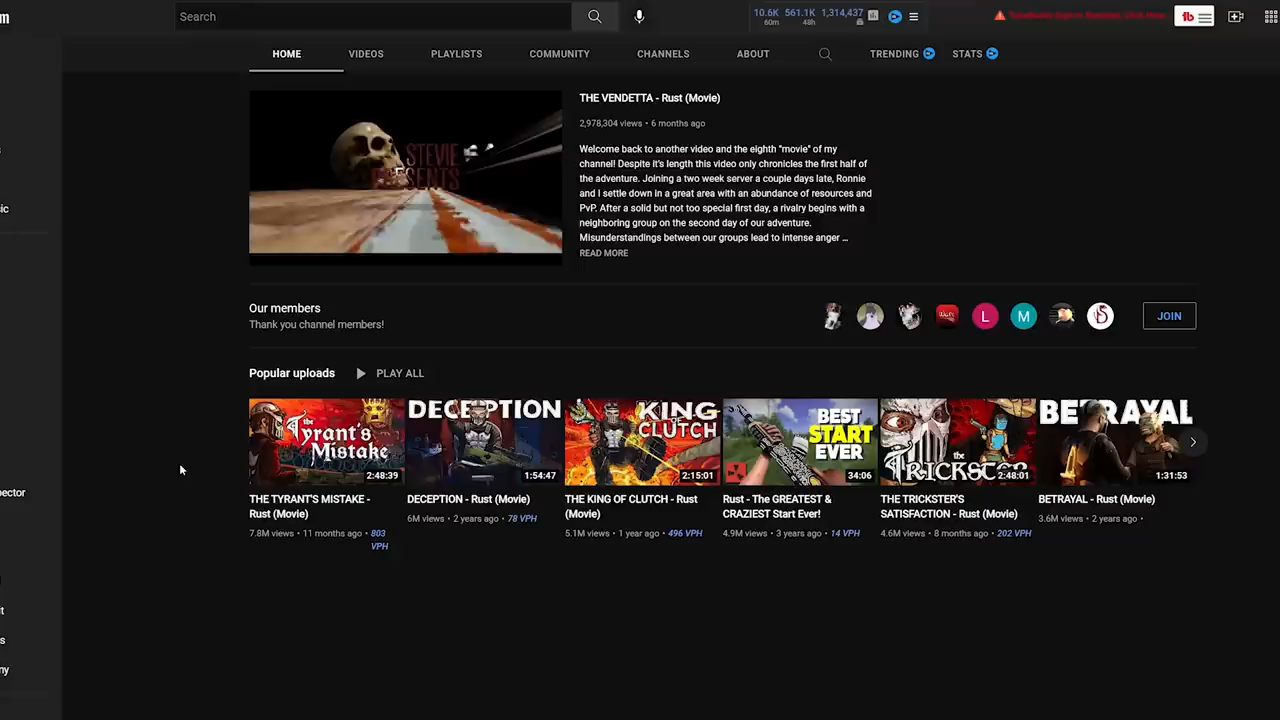 m
Search
10.6K 561.1K 1,314,437
60m 48h
HOME VIDEOS PLAYLISTS COMMUNITY CHANNELS ABOUT TRENDING STATS
THE VENDETTA - Rust (Movie)
2,978,304 views • 6 months ago
STEVIE
PRESENTS
Welcome back to another video and the eighth "movie" of my
channel! Despite it's length this video only chronicles the first half of
the adventure. Joining a two week server a couple days late, Ronnie
and I settle down in a great area with an abundance of resources and
PvP. After a solid but not too special first day, a rivalry begins with a
neighboring group on the second day of our adventure.
Misunderstandings between our groups lead to intense anger ...
READ MORE
sic
Our members
Thank you channel members!
L
M
JOIN
Popular uploads PLAY ALL
the Tyrant's Mistake
2:48:39
DECEPTION
1:54:47
KING
CLUTCH
2:15:01
BEST
START
EVER
34:06
the
TRICKSTER
2:48:01
BETRAYAL
1:31:53
THE TYRANT'S MISTAKE -
Rust (Movie)
7.8M views • 11 months ago • 803
VPH
DECEPTION - Rust (Movie)
6M views • 2 years ago • 78 VPH
THE KING OF CLUTCH - Rust
(Movie)
5.1M views • 1 year ago • 496 VPH
Rust - The GREATEST &
CRAZIEST Start Ever!
4.9M views • 3 years ago • 14 VPH
THE TRICKSTER'S
SATISFACTION - Rust (Movie)
4.6M views • 8 months ago • 202 VPH
BETRAYAL - Rust (Movie)
3.6M views • 2 years ago •
pector
it
s
ny